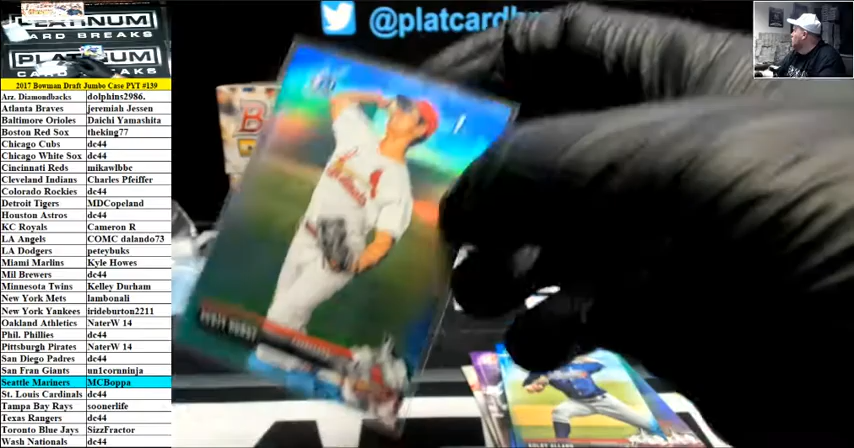 PLATINUM
CARD BREAKS
PLATINUM
@platcardbr
2017 Bowman Draft Jumbo Case PYT #139
Arz. Diamondbacks dolphins2986.
Atlanta Braves jeremiah Jessen
Baltimore Orioles Daichi Yamashita
Boston Red Sox theking77
Chicago Cubs dc44
Chicago White Sox dc44
Cincinnati Reds mikawlbbc
Cleveland Indians Charles Pfeiffer
Colorado Rockies dc44
Detroit Tigers MDCopeland
Houston Astros dc44
KC Royals Cameron R
LA Angels COMC dalando73
LA Dodgers peteybuks
Miami Marlins Kyle Howes
Mil Brewers dc44
Minnesota Twins Kelley Durham
New York Mets lambonali
New York Yankees irideburton2211
Oakland Athletics NaterW 14
Phil. Phillies dc44
Pittsburgh Pirates NaterW 14
San Diego Padres dc44
San Fran Giants un1cornninja
Seattle Mariners MCBoppa
St. Louis Cardinals dc44
Tampa Bay Rays soonerlife
Texas Rangers dc44
Toronto Blue Jays SizzFractor
Wash Nationals dc44
Cardinals
KOLBY ALLARD